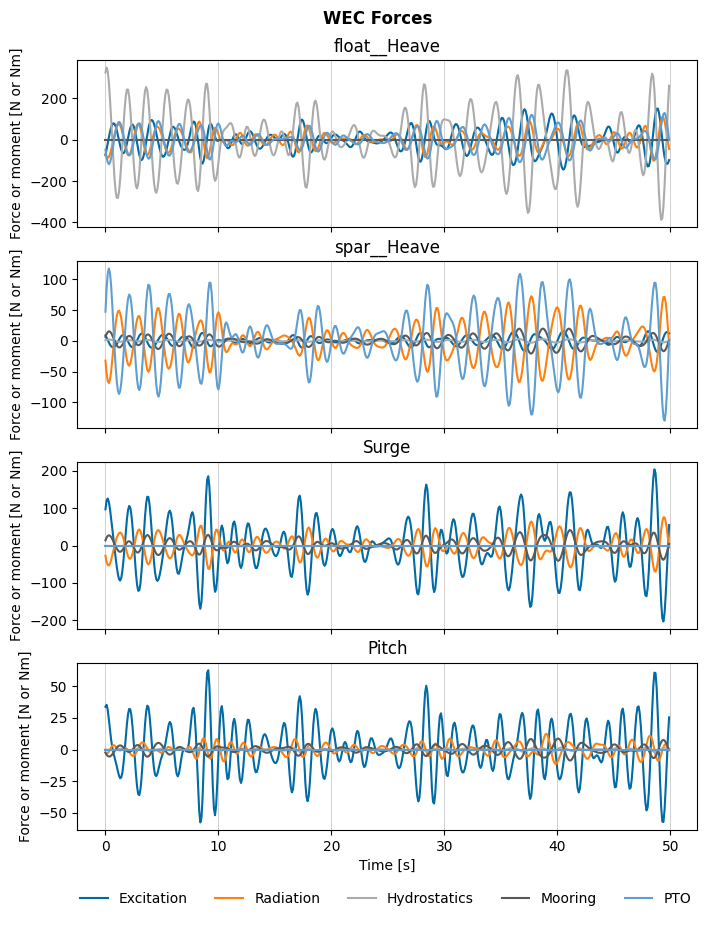 WEC Forces
float__Heave
Force or moment [N or Nm]
200
0
−200
−400
spar__Heave
Force or moment [N or Nm]
100
50
0
−50
−100
Surge
Force or moment [N or Nm]
200
100
0
−100
−200
Pitch
Force or moment [N or Nm]
50
25
0
−25
−50
0 10 20 30 40 50
Time [s]
Excitation Radiation Hydrostatics Mooring PTO